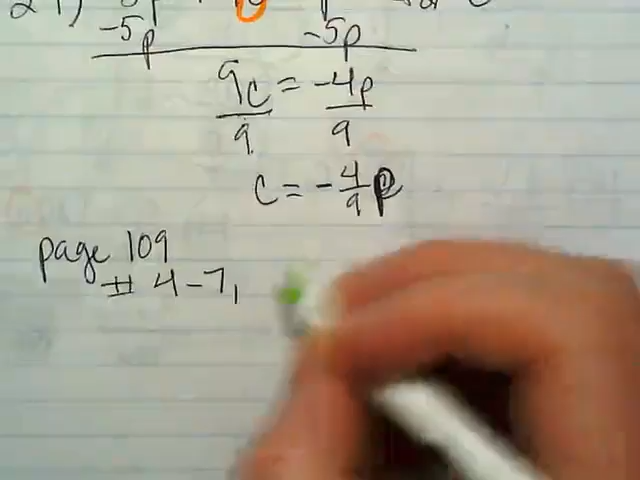 -5p -5p
9c = -4p
9 9
c = -4/9 p
page 109
# 4-7,